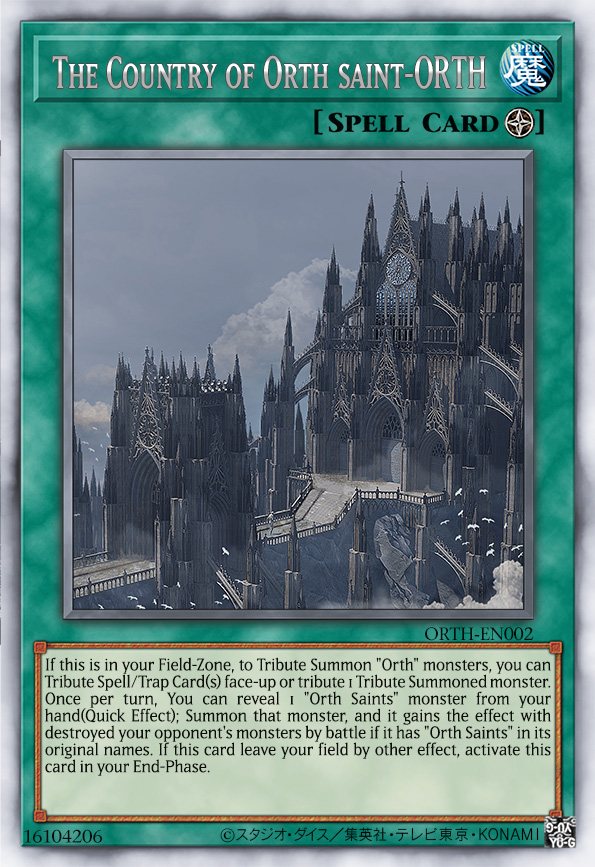 THE COUNTRY OF ORTH SAINT-ORTH
SPELL
魔
[SPELL CARD]
ORTH-EN002
If this is in your Field-Zone, to Tribute Summon "Orth" monsters, you can
Tribute Spell/Trap Card(s) face-up or tribute 1 Tribute Summoned monster.
Once per turn, You can reveal 1 "Orth Saints" monster from your
hand(Quick Effect); Summon that monster, and it gains the effect with
destroyed your opponent's monsters by battle if it has "Orth Saints" in its
original names. If this card leave your field by other effect, activate this
card in your End-Phase.
16104206
©スタジオ・ダイス／集英社・テレビ東京・KONAMI